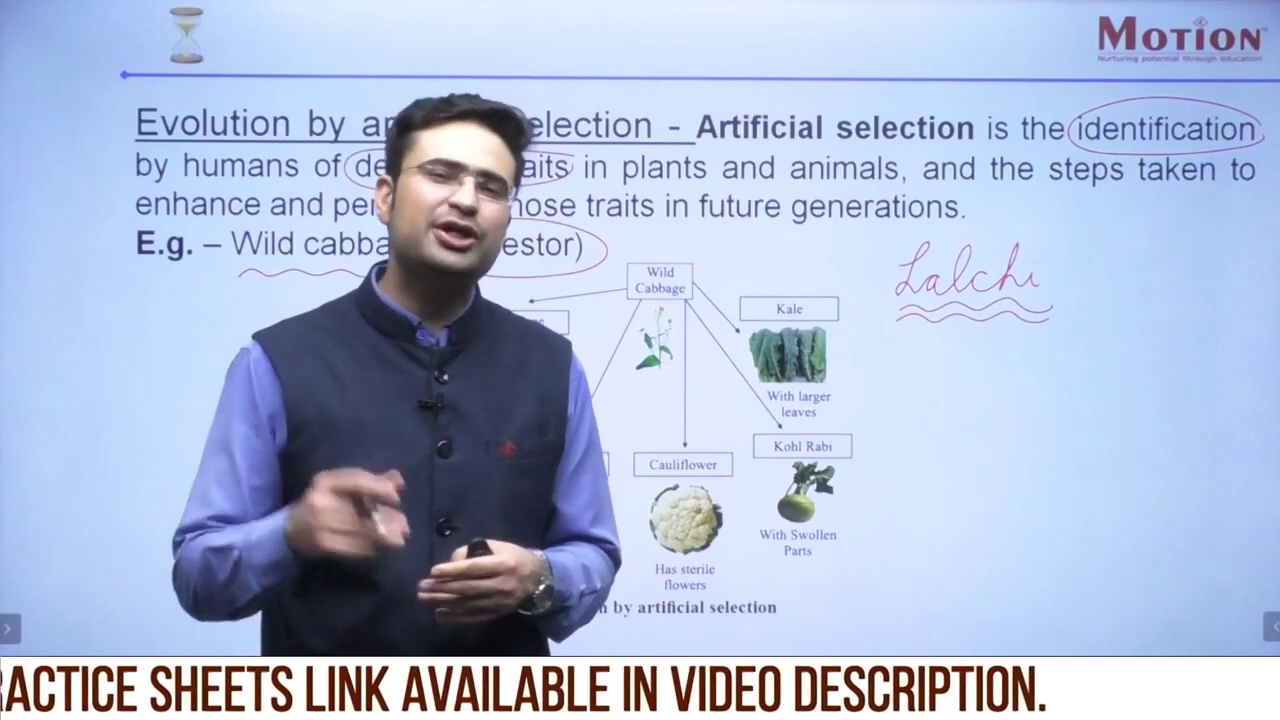 MOTION
Nurturing potential through education
Evolution by ar election - Artificial selection is the identification
by humans of de aits in plants and animals, and the steps taken to
enhance and per hose traits in future generations.
E.g. – Wild cabba estor)
Lalchi
Wild
Cabbage
Kale
With larger
leaves
Kohl Rabi
Cauliflower
With Swollen
Parts
Has sterile
flowers
n by artificial selection
RACTICE SHEETS LINK AVAILABLE IN VIDEO DESCRIPTION.